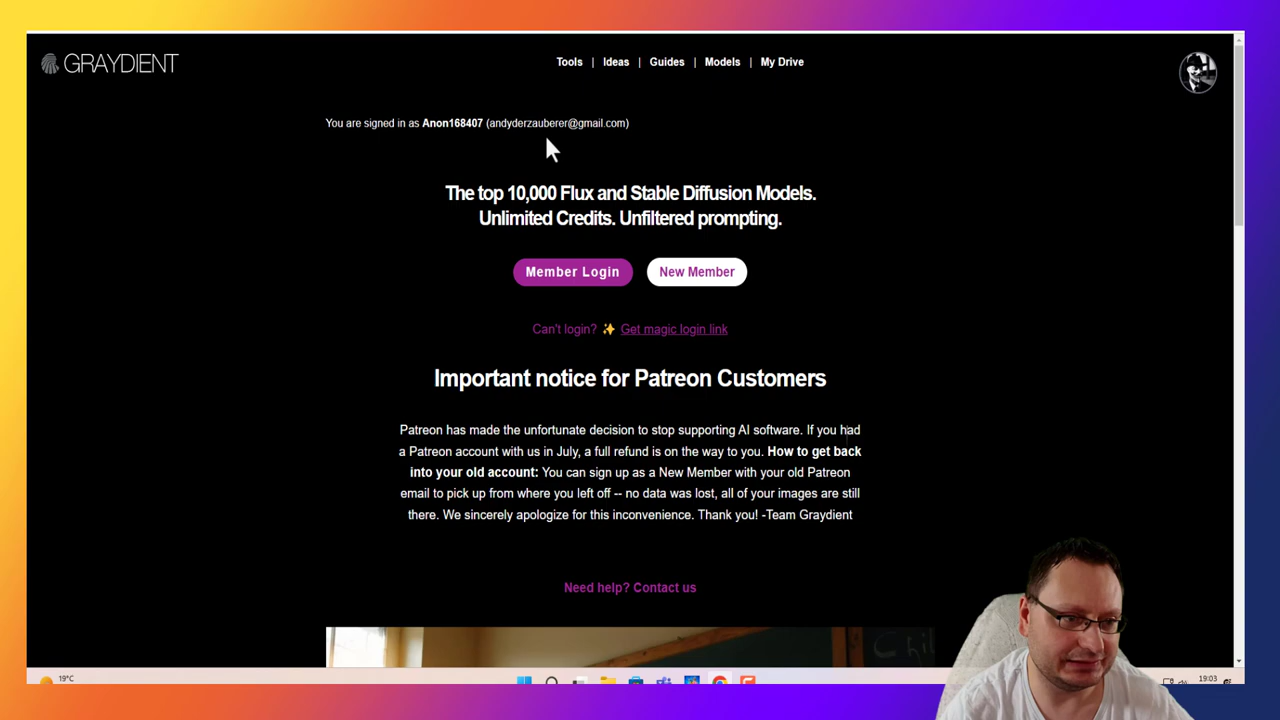 GRAYDIENT
Tools | Ideas | Guides | Models | My Drive
You are signed in as Anon168407 (andyderzauberer@gmail.com)
The top 10,000 Flux and Stable Diffusion Models.
Unlimited Credits. Unfiltered prompting.
Member Login New Member
Can't login? ✨ Get magic login link
Important notice for Patreon Customers
Patreon has made the unfortunate decision to stop supporting AI software. If you had
a Patreon account with us in July, a full refund is on the way to you. How to get back
into your old account: You can sign up as a New Member with your old Patreon
email to pick up from where you left off -- no data was lost, all of your images are still
there. We sincerely apologize for this inconvenience. Thank you! -Team Graydient
Need help? Contact us
19°C
19:03